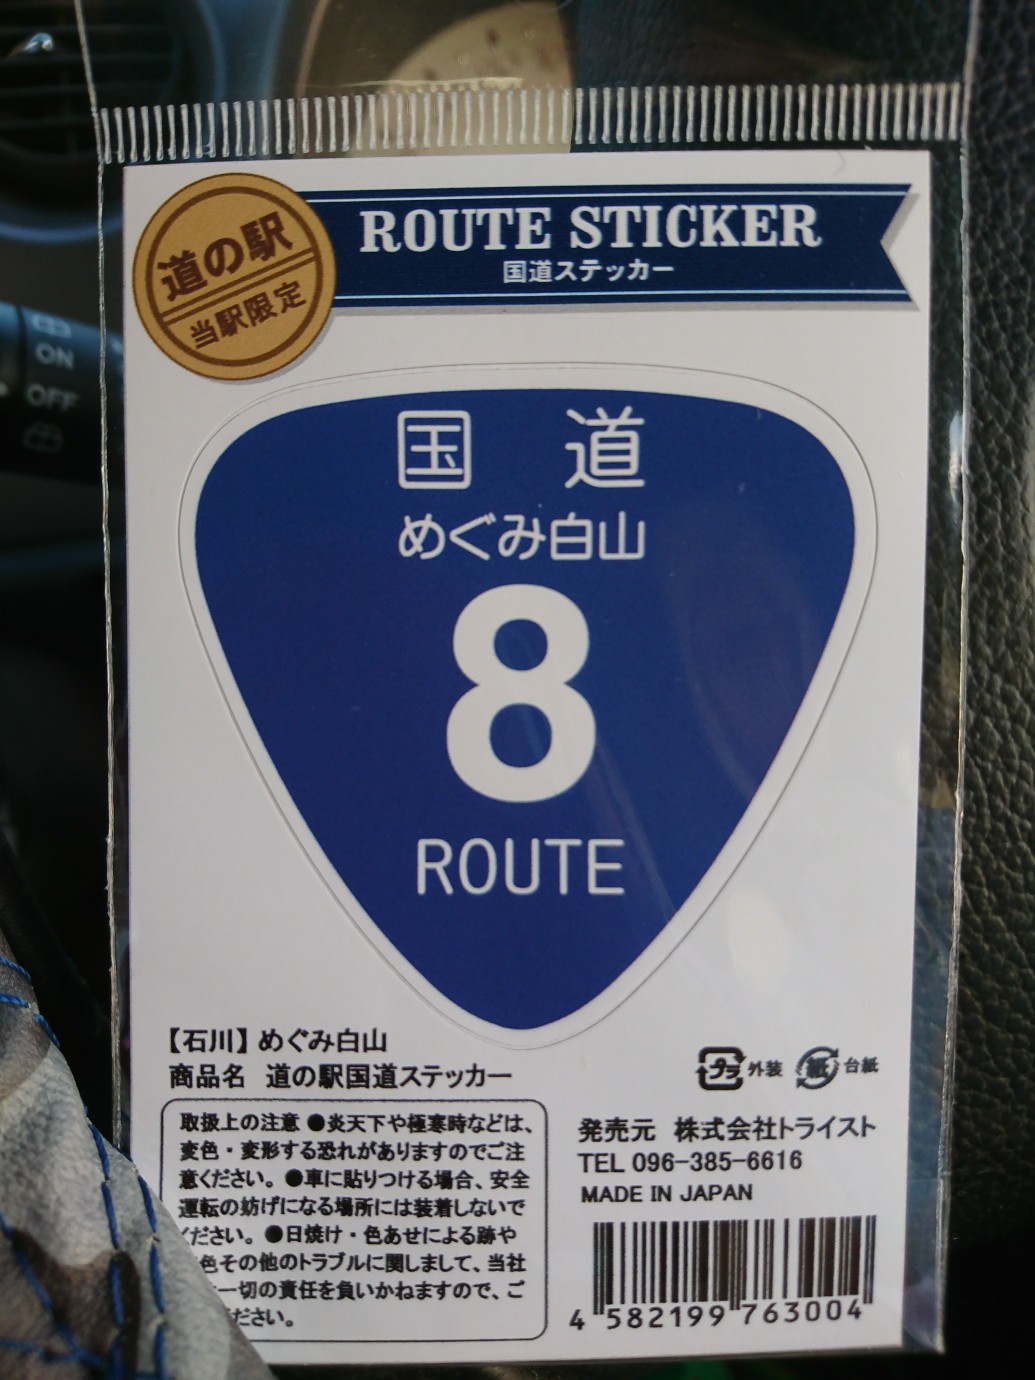 道の駅
当駅限定
ROUTE STICKER
国道ステッカー
国道
めぐみ白山
8
ROUTE
ON
OFF
【石川】めぐみ白山
商品名 道の駅国道ステッカー
プラ 外装
紙 台紙
取扱上の注意 ●炎天下や極寒時などは、
変色・変形する恐れがありますのでご注
意ください。●車に貼りつける場合、安全
運転の妨げになる場所には装着しないで
ください。●日焼け・色あせによる跡や
色その他のトラブルに関しまして、当社
一切の責任を負いかねますので、ご
ださい。
発売元 株式会社トライスト
TEL 096-385-6616
MADE IN JAPAN
4 582199 763004